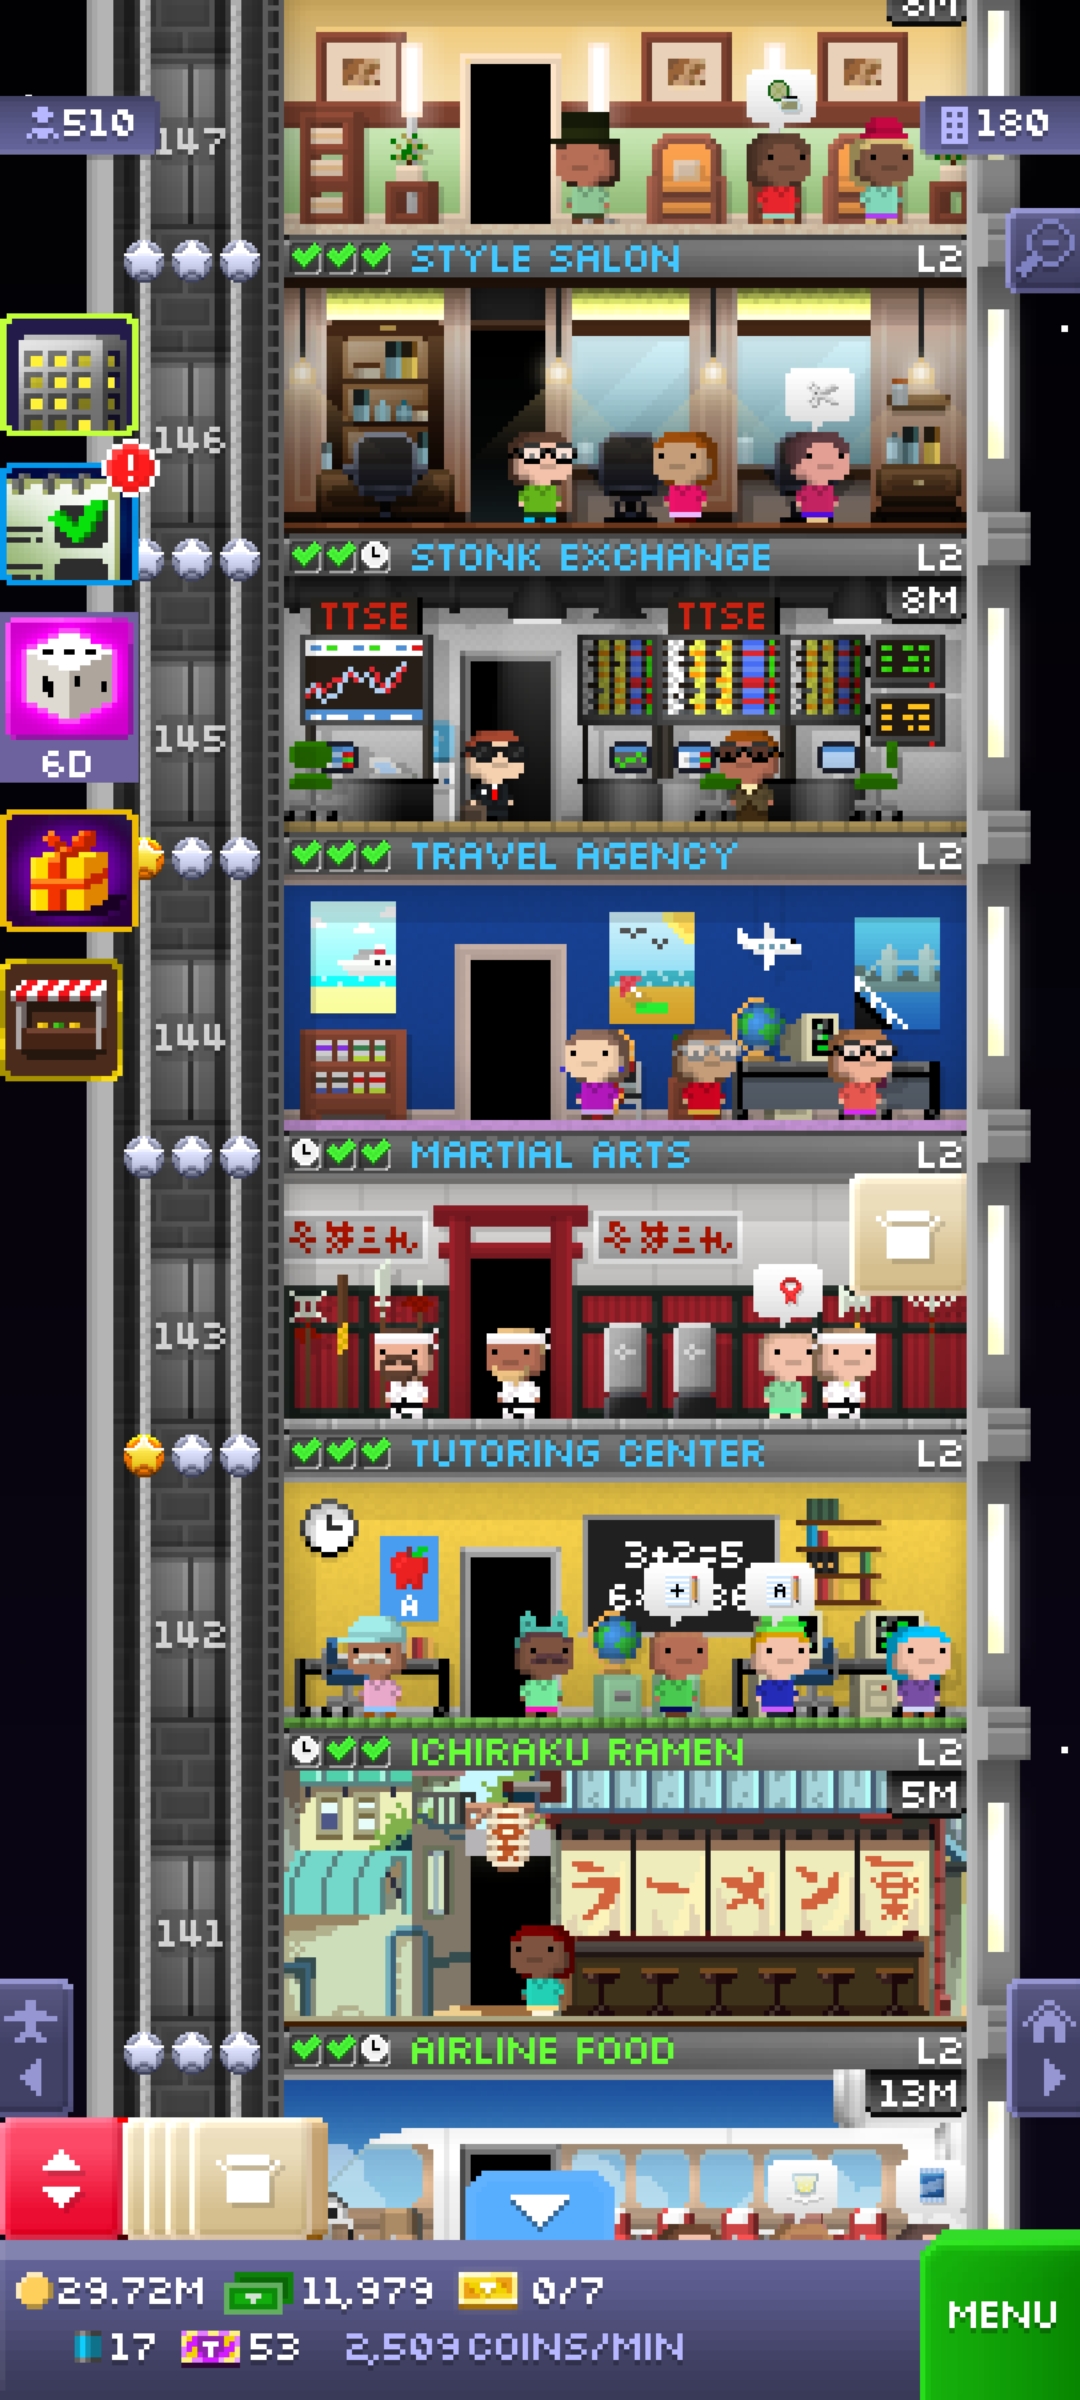 8M
510
180
147
STYLE SALON L2
146
STONK EXCHANGE L2
8M
TTSE TTSE
145
6D
TRAVEL AGENCY L2
144
MARTIAL ARTS L2
143
TUTORING CENTER L2
3+2=5
A
+
A
142
ICHIRAKU RAMEN L2
5M
ラーメン
141
AIRLINE FOOD L2
13M
29.72M 11,979 0/7
17 53 2,509 COINS/MIN
MENU